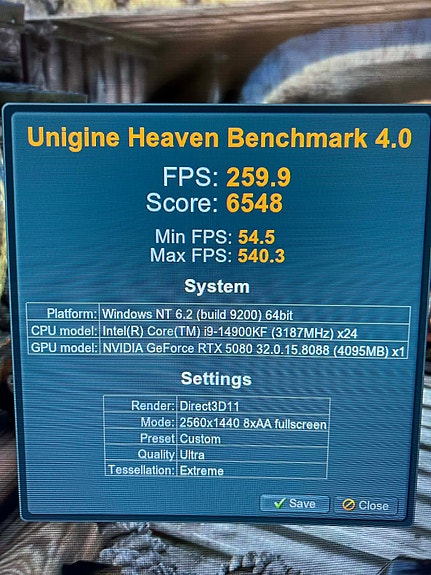 Unigine Heaven Benchmark 4.0
FPS: 259.9
Score: 6548
Min FPS: 54.5
Max FPS: 540.3
System
Platform: Windows NT 6.2 (build 9200) 64bit
CPU model: Intel(R) Core(TM) i9-14900KF (3187MHz) x24
GPU model: NVIDIA GeForce RTX 5080 32.0.15.8088 (4095MB) x1
Settings
Render: Direct3D11
Mode: 2560x1440 8xAA fullscreen
Preset Custom
Quality Ultra
Tessellation: Extreme
Save Close